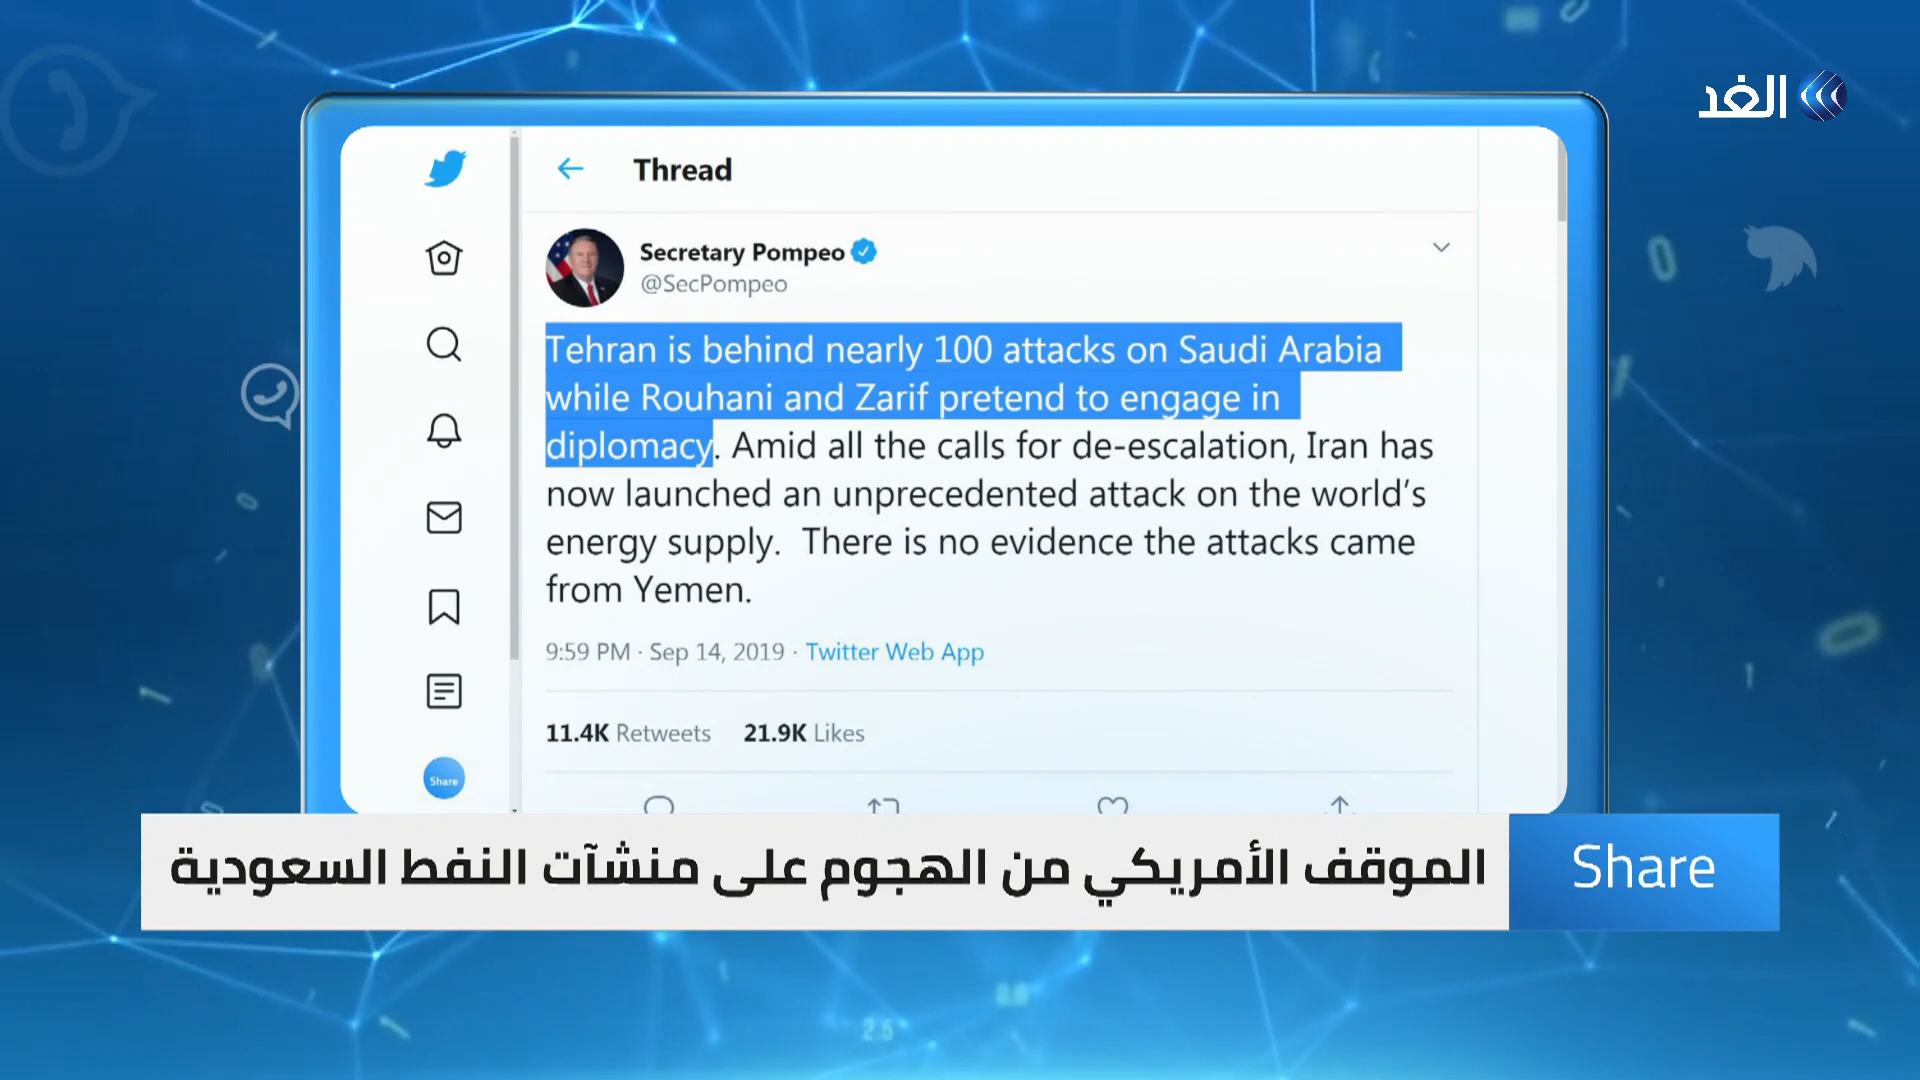 الغد
Thread
Secretary Pompeo
@SecPompeo
Tehran is behind nearly 100 attacks on Saudi Arabia
while Rouhani and Zarif pretend to engage in
diplomacy. Amid all the calls for de-escalation, Iran has
now launched an unprecedented attack on the world’s
energy supply.  There is no evidence the attacks came
from Yemen.
9:59 PM · Sep 14, 2019 · Twitter Web App
11.4K Retweets 21.9K Likes
Share
الموقف الأمريكي من الهجوم على منشآت النفط السعودية
Share